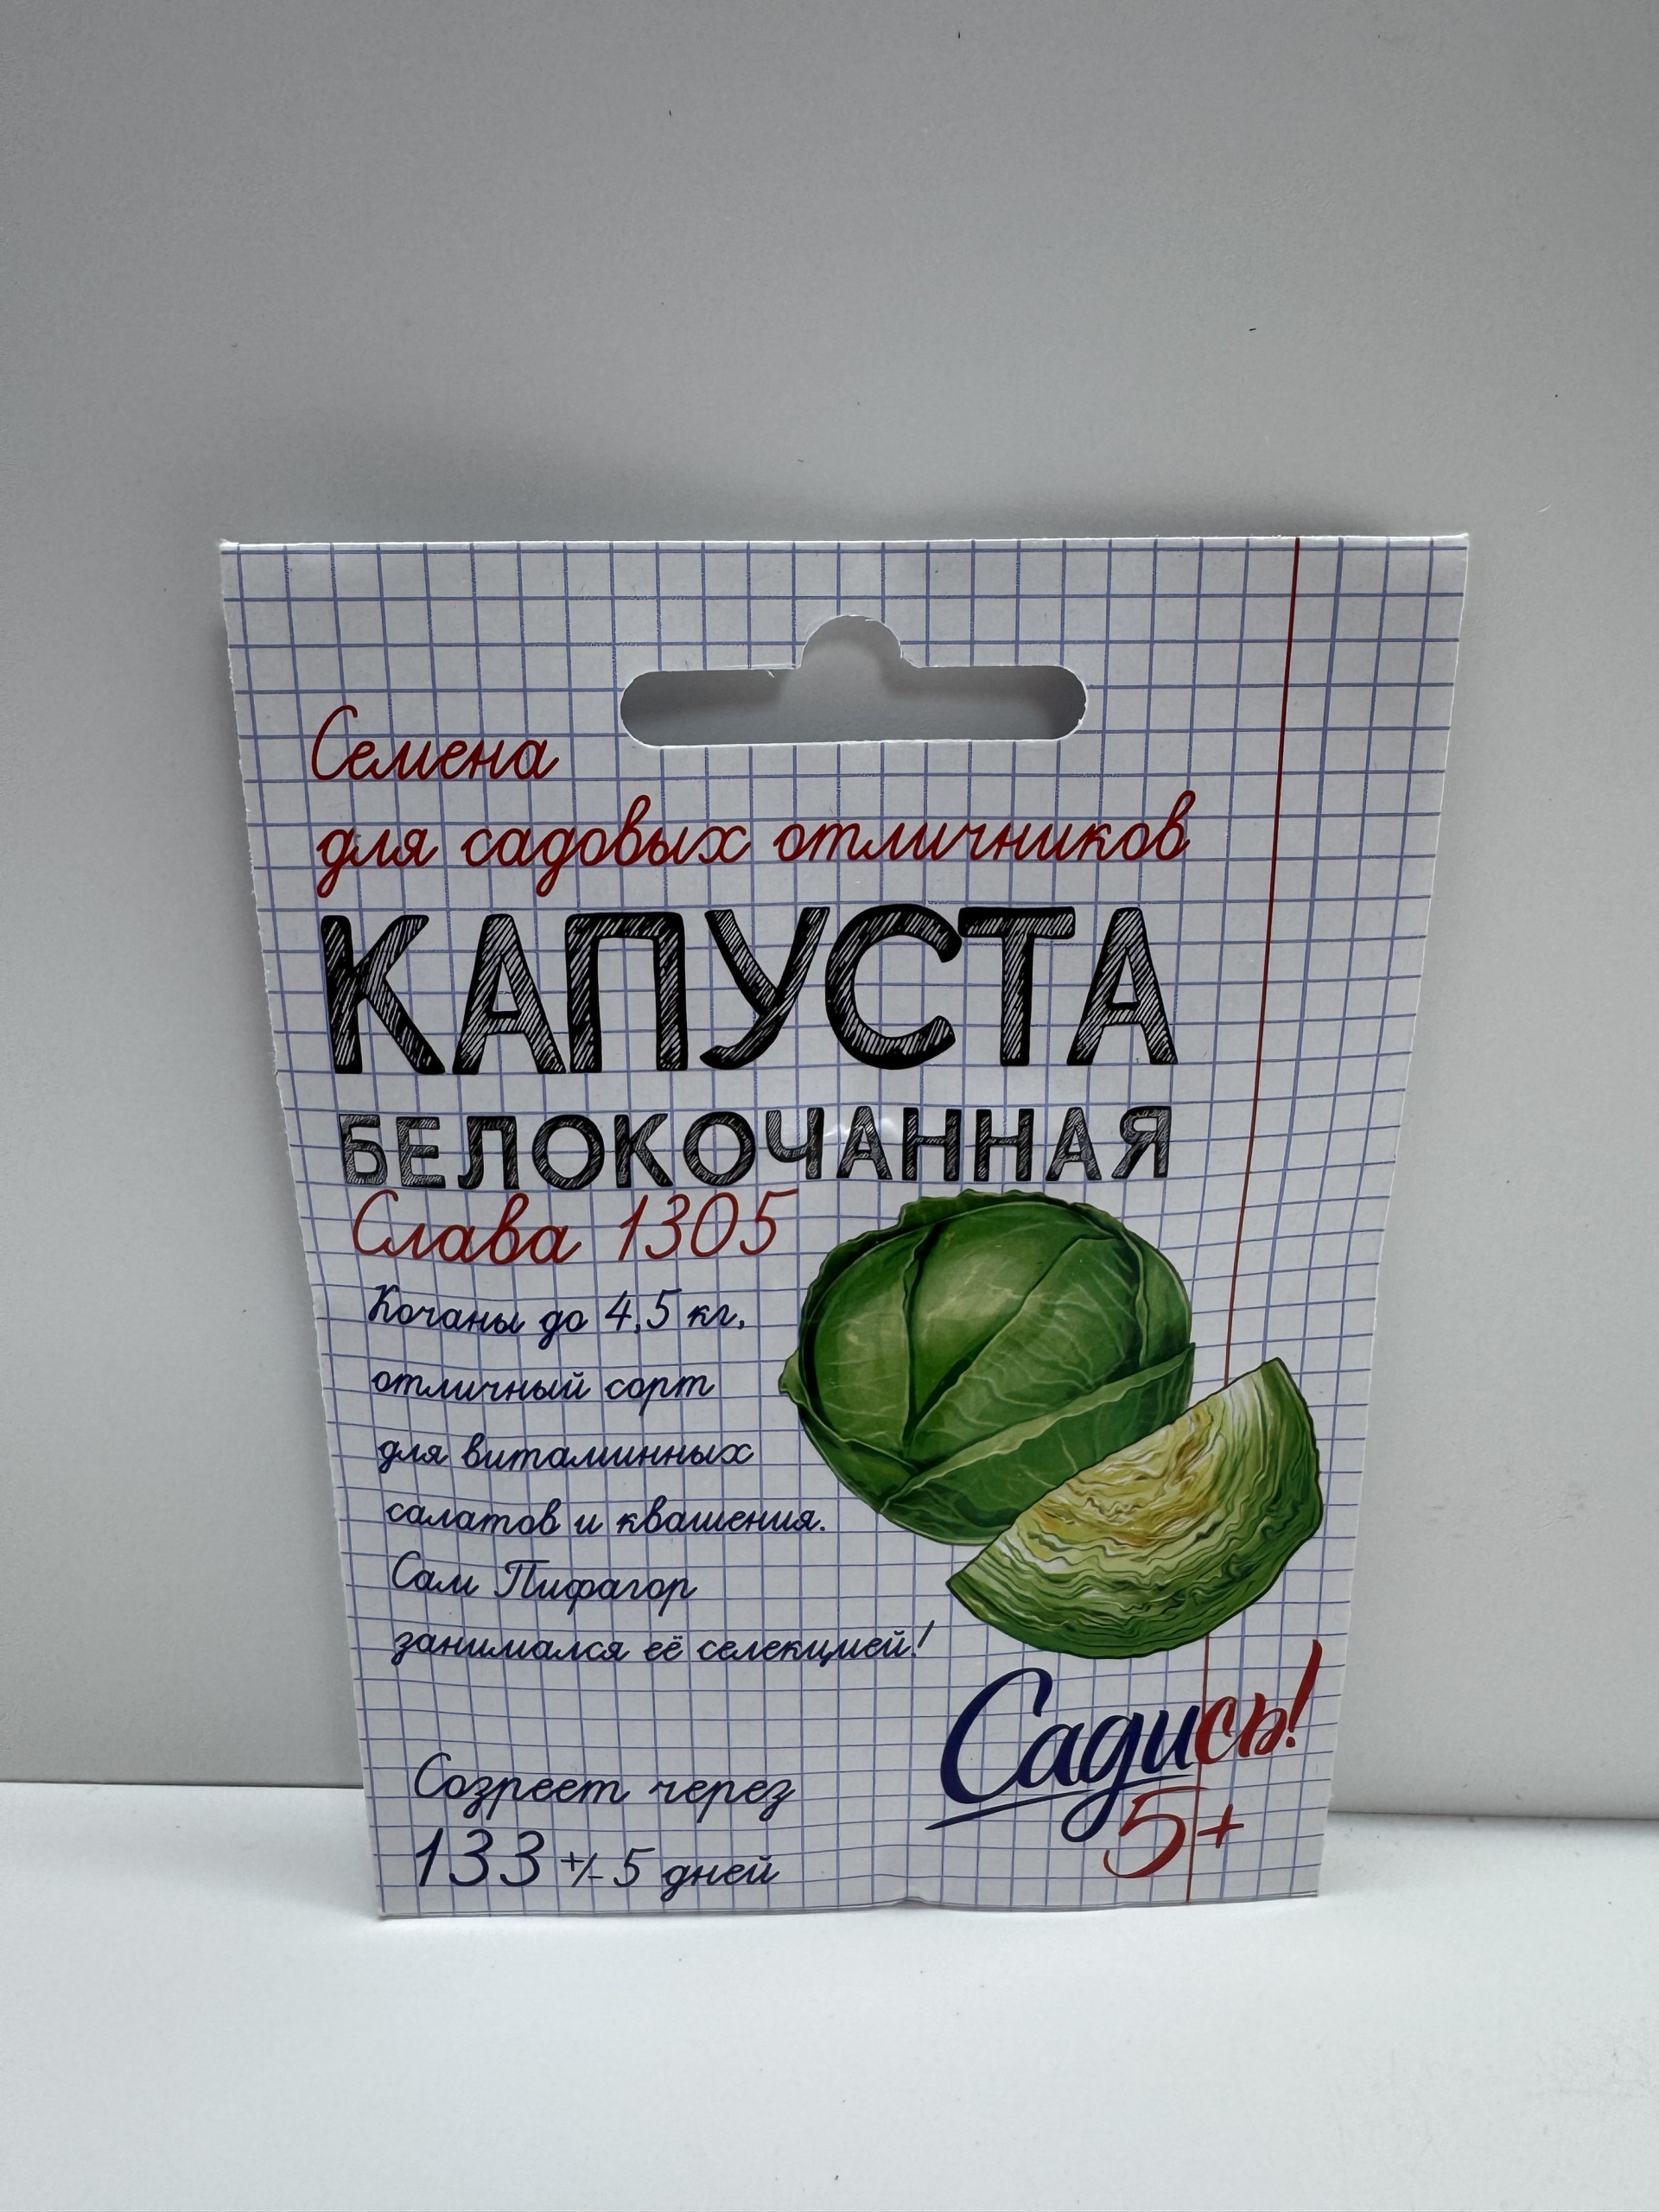 Семена
для садовых отличников
КАПУСТА
БЕЛОКОЧАННАЯ
Слава 1305
Кочаны до 4,5 кг,
отличный сорт
для витаминных
салатов и квашения.
Сам Пифагор
занимался её селекцией!
Садись!
5+
Созреет через
133 +/- 5 дней